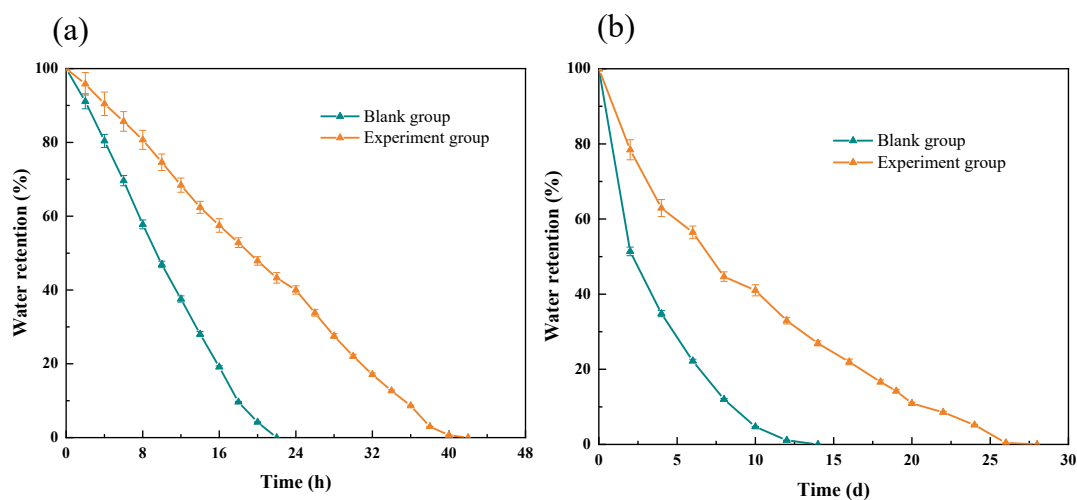 (a)
100
80
60
40
20
0
Water retention (%)
Blank group
Experiment group
0 8 16 24 32 40 48
Time (h)
(b)
100
80
60
40
20
0
Water retention (%)
Blank group
Experiment group
0 5 10 15 20 25 30
Time (d)